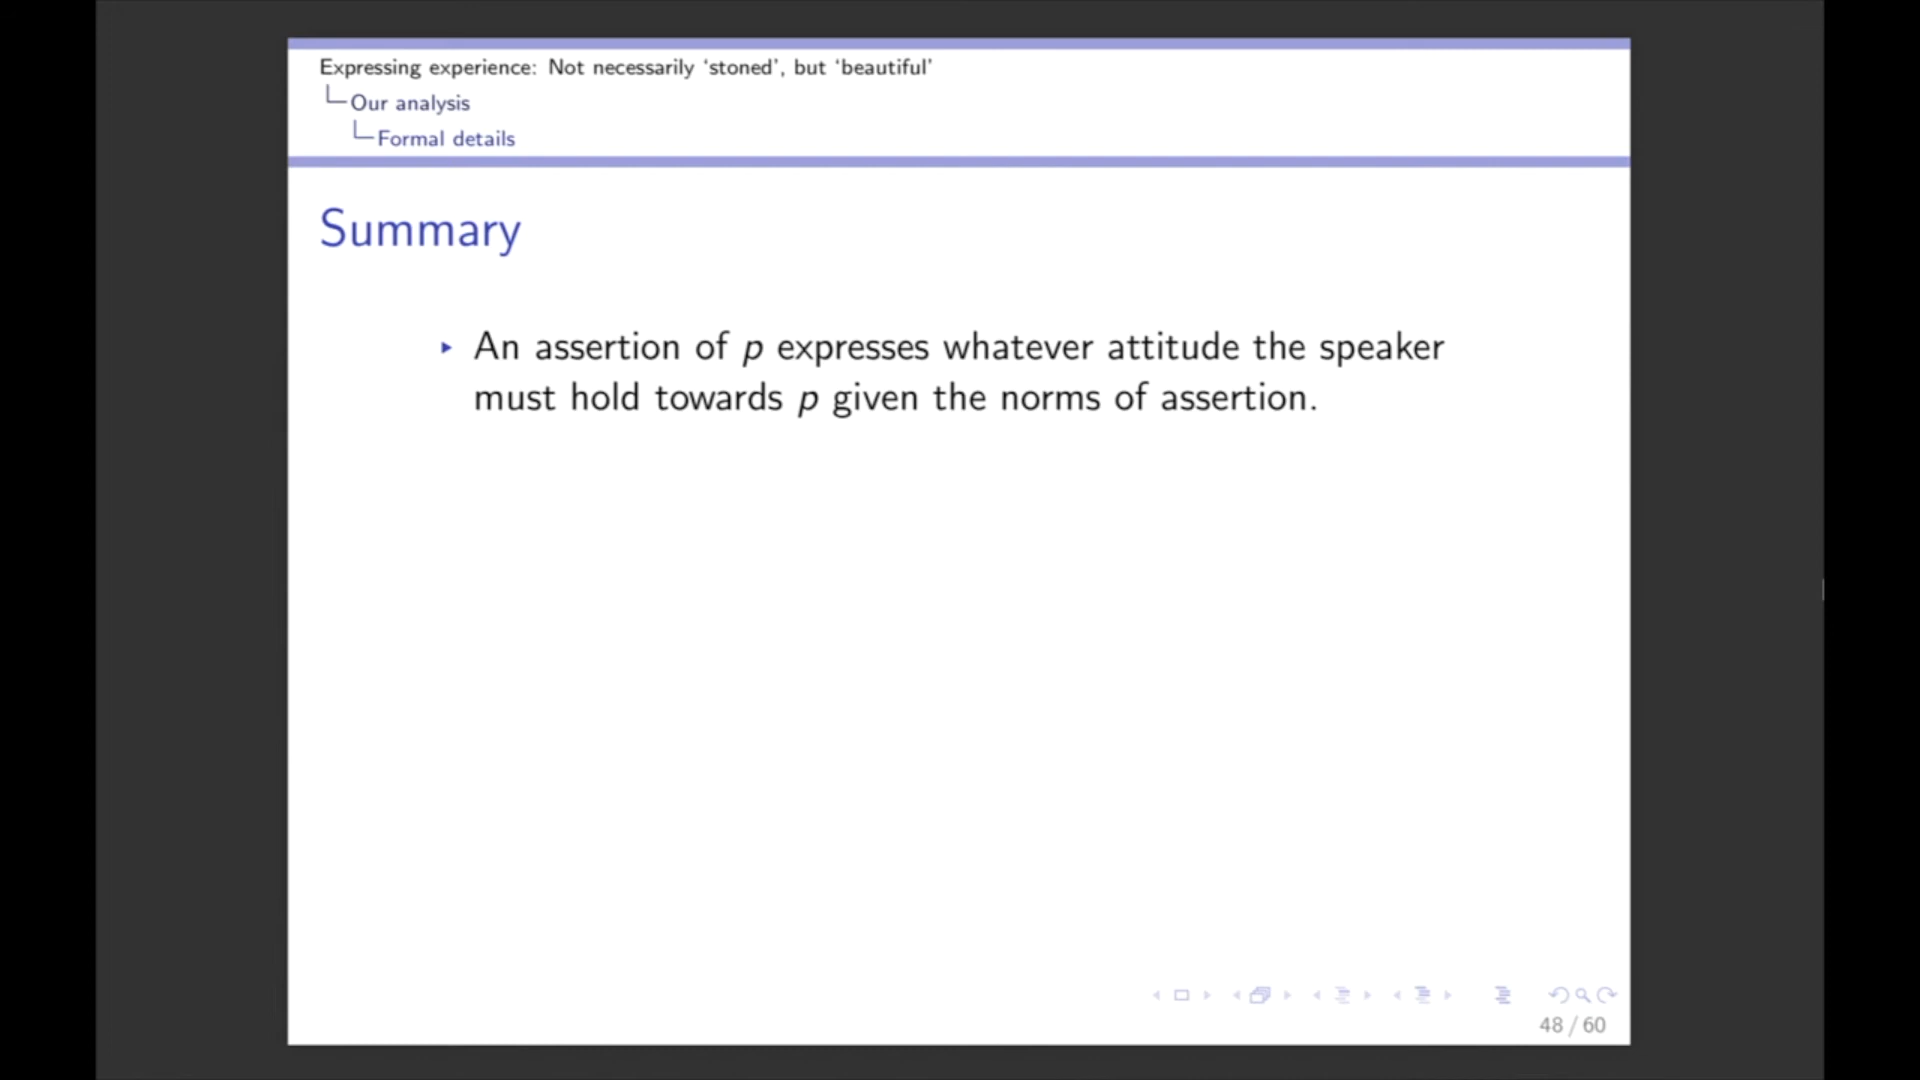 Expressing experience: Not necessarily ‘stoned’, but ‘beautiful’
Our analysis
Formal details
Summary
An assertion of p expresses whatever attitude the speaker
must hold towards p given the norms of assertion.
48 / 60